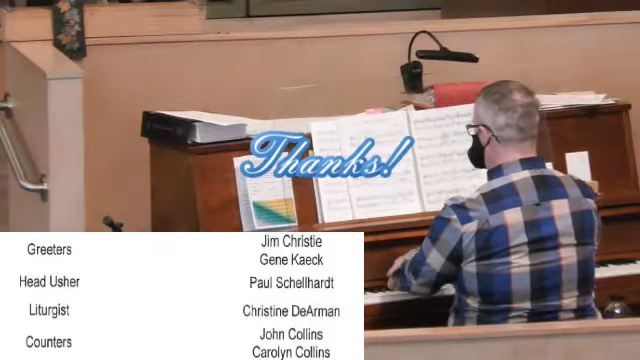 Thanks!
Greeters Jim Christie
Gene Kaeck
Head Usher Paul Schellhardt
Liturgist Christine DeArman
Counters John Collins
Carolyn Collins